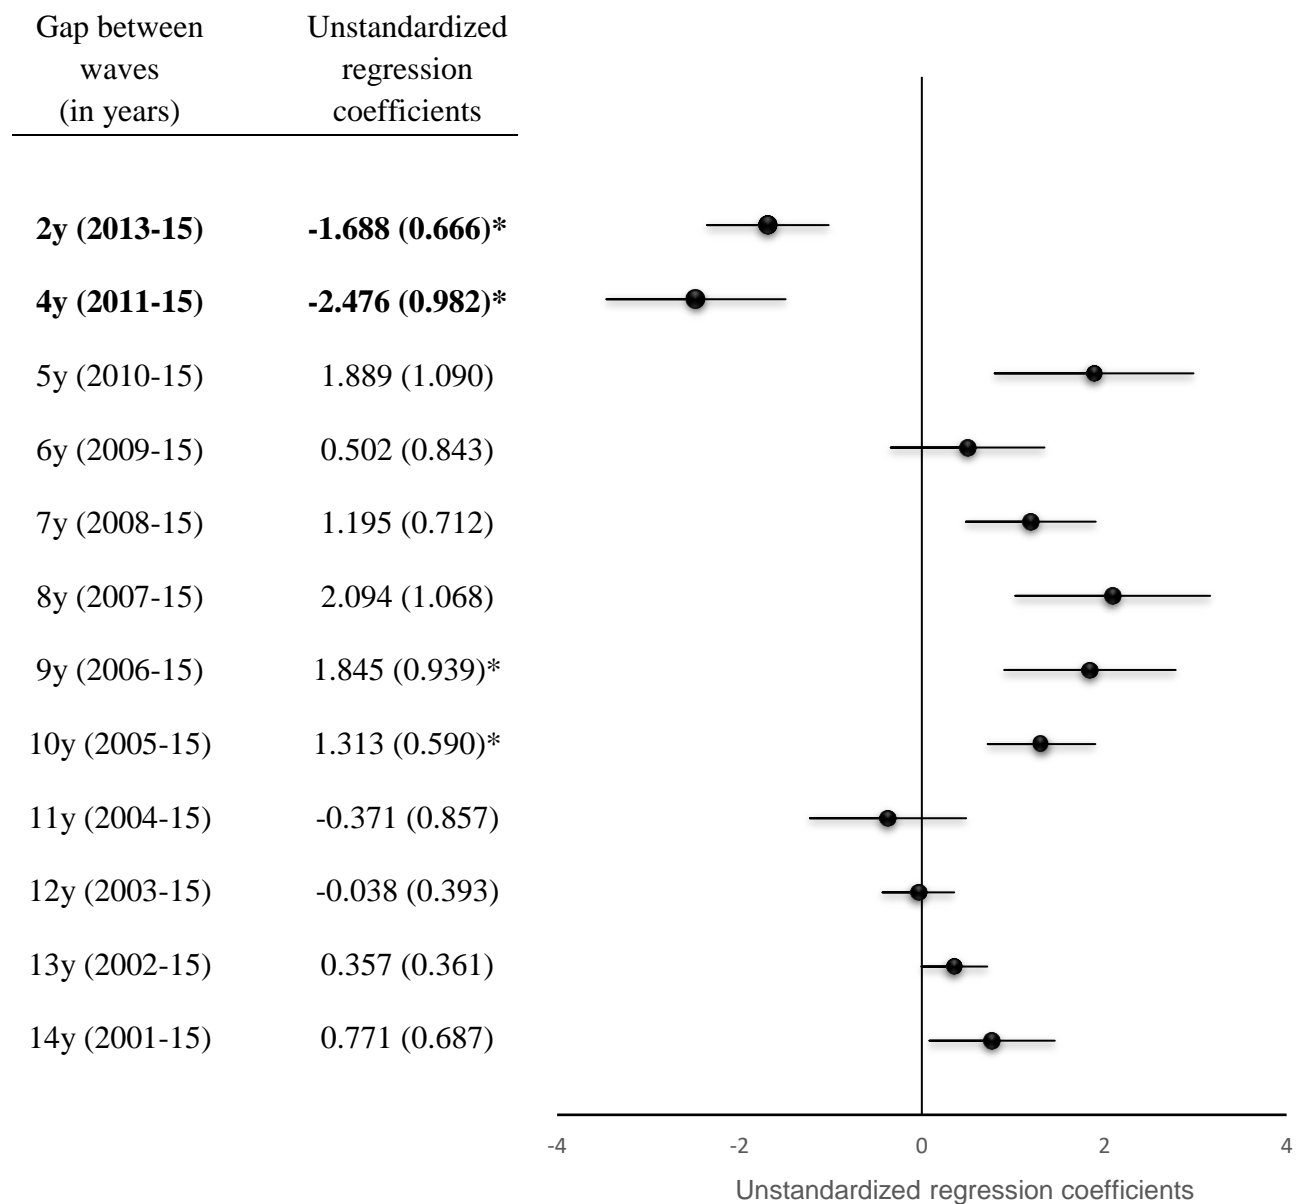 Gap between Unstandardized
waves regression
(in years) coefficients
2y (2013-15) -1.688 (0.666)*
4y (2011-15) -2.476 (0.982)*
5y (2010-15) 1.889 (1.090)
6y (2009-15) 0.502 (0.843)
7y (2008-15) 1.195 (0.712)
8y (2007-15) 2.094 (1.068)
9y (2006-15) 1.845 (0.939)*
10y (2005-15) 1.313 (0.590)*
11y (2004-15) -0.371 (0.857)
12y (2003-15) -0.038 (0.393)
13y (2002-15) 0.357 (0.361)
14y (2001-15) 0.771 (0.687)
-4 -2 0 2 4
Unstandardized regression coefficients